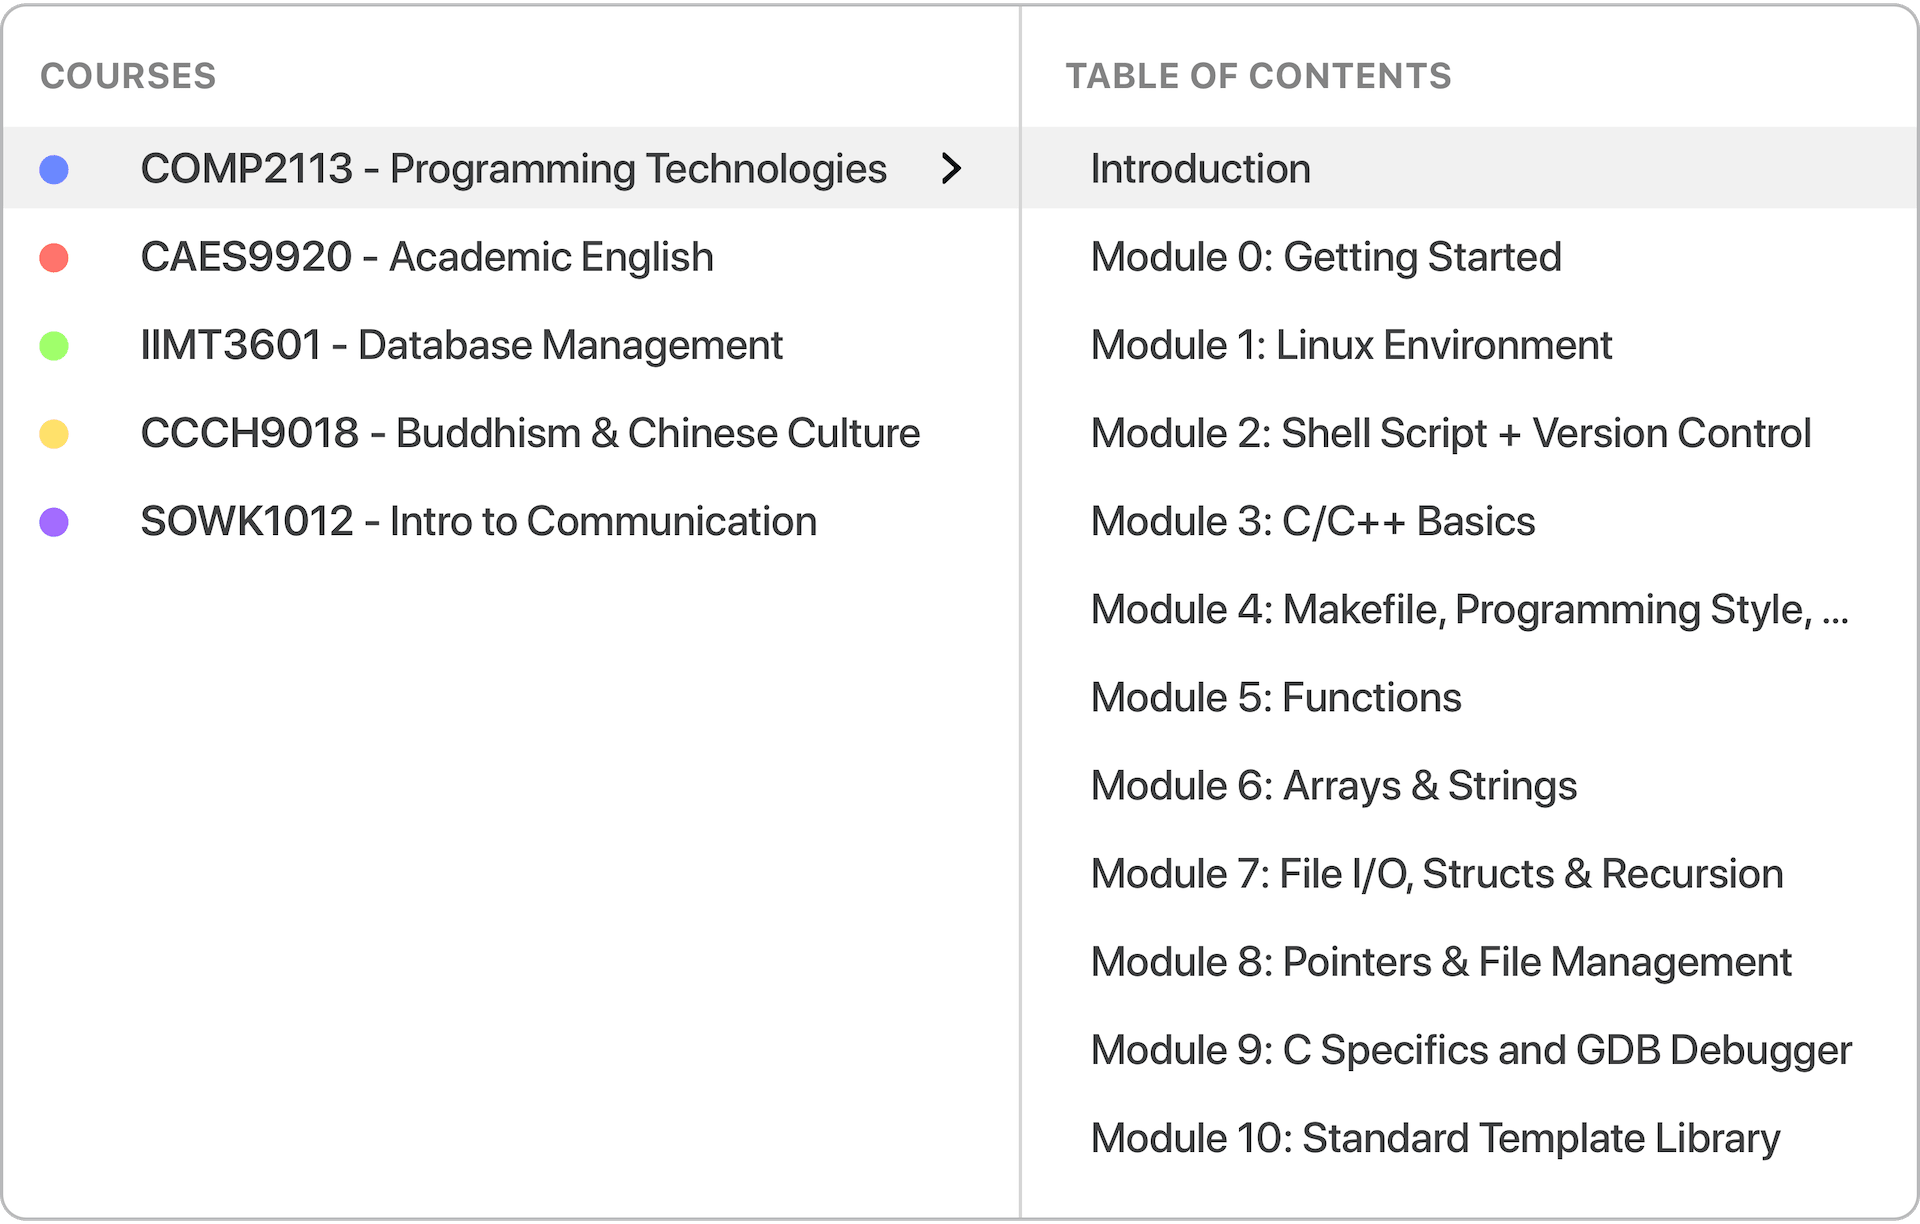 COURSES
COMP2113 - Programming Technologies
CAES9920 - Academic English
IIMT3601 - Database Management
CCCH9018 - Buddhism & Chinese Culture
SOWK1012 - Intro to Communication
TABLE OF CONTENTS
Introduction
Module 0: Getting Started
Module 1: Linux Environment
Module 2: Shell Script + Version Control
Module 3: C/C++ Basics
Module 4: Makefile, Programming Style, ...
Module 5: Functions
Module 6: Arrays & Strings
Module 7: File I/O, Structs & Recursion
Module 8: Pointers & File Management
Module 9: C Specifics and GDB Debugger
Module 10: Standard Template Library